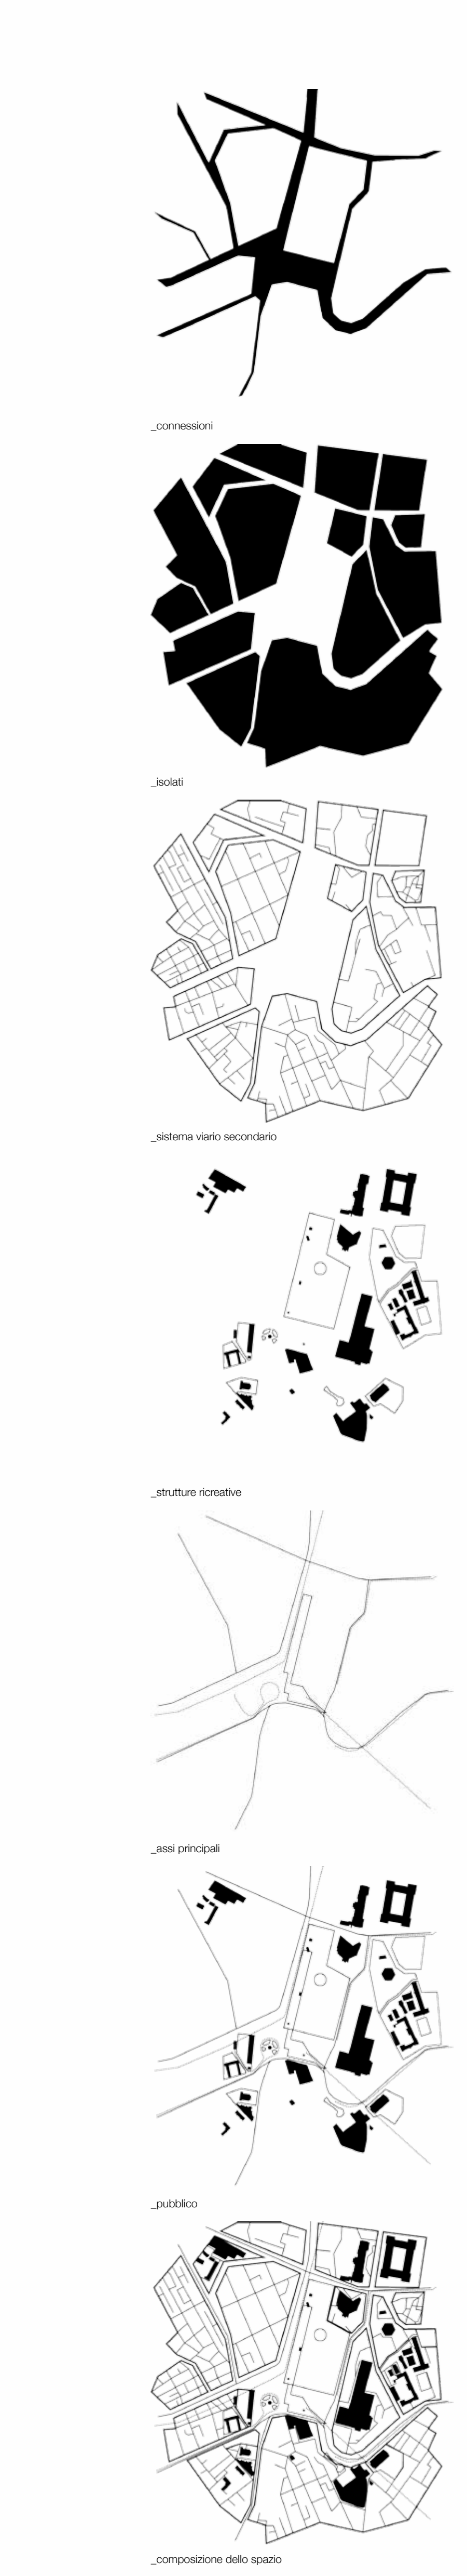 _connessioni
_isolati
_sistema viario secondario
_strutture ricreative
_assi principali
_pubblico
_composizione dello spazio